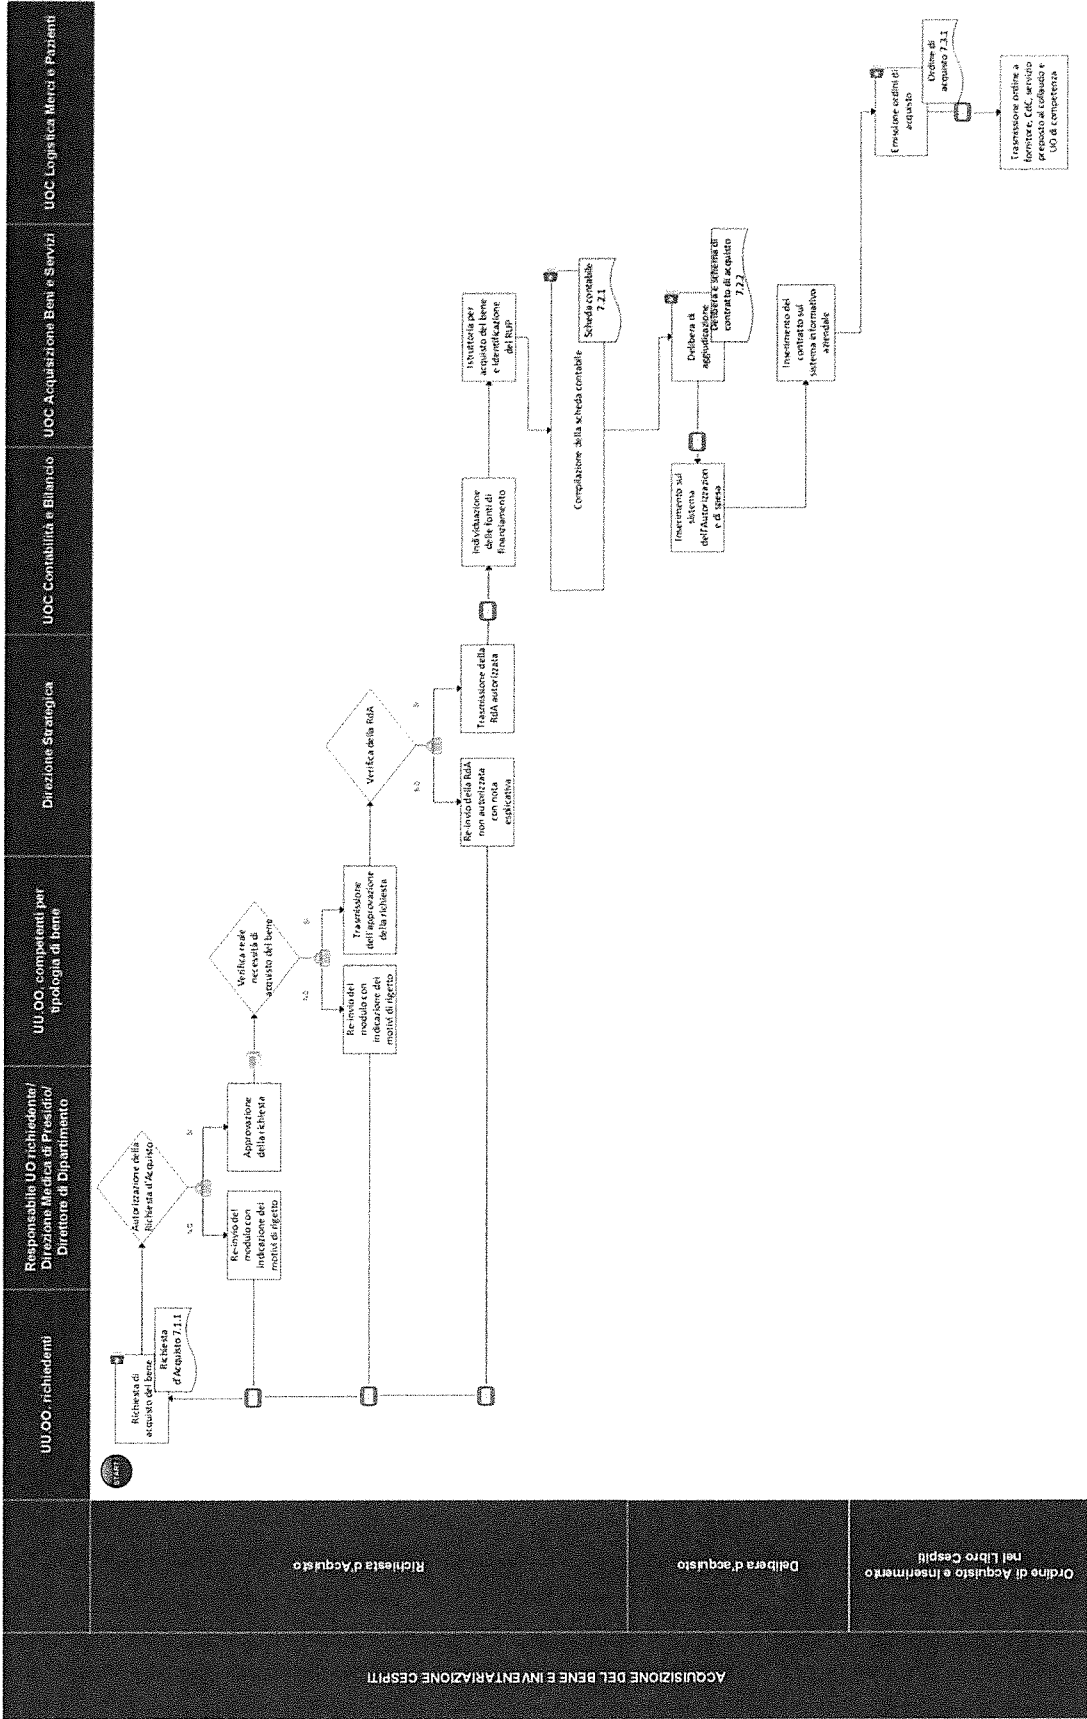 UU.OO. richiedenti
Responsabile UO richiedente/
Direzione Medica di Presidio/
Direttore di Dipartimento
UU.OO. competenti per
tipologia di bene
Direzione Strategica
UOC Contabilità e Bilancio
UOC Acquisizione Beni e Servizi
UOC Logistica Merci e Pazienti
ACQUISIZIONE DEL BENE E INVENTARIAZIONE CESPITI
Richiesta d'Acquisto
START
Richiesta di
acquisto del bene
Richiesta
d'Acquisto 7.1.1
Autorizzazione della
Richiesta d'Acquisto
NO
SI
Re-invio del
modulo con
indicazione dei
motivi di rigetto
Approvazione
della richiesta
Verifica reale
necessità di
acquisto del bene
NO
SI
Re-invio del
modulo con
indicazione dei
motivi di rigetto
Trasmissione
dell'approvazione
della richiesta
Verifica della RdA
NO
SI
Re-invio della RdA
non autorizzata
con nota
esplicativa
Trasmissione della
RdA autorizzata
Individuazione
delle fonti di
finanziamento
Istruttoria per
acquisto del bene
e identificazione
del RUP
Compilazione della scheda contabile
Scheda contabile
7.2.1
Delibera d'acquisto
Delibera di
aggiudicazione
Delibera e schema di
contratto di acquisto
7.2.2
Inserimento sul
sistema
dell'Autorizzazion
e di spesa
Inserimento del
contratto sul
sistema informativo
aziendale
Ordine di Acquisto e Inserimento
nel Libro Cespiti
Emissione ordini di
acquisto
Ordine di
acquisto 7.3.1
Trasmissione ordine a
fornitore, CdC, servizio
preposto al collaudo e
UO di competenza